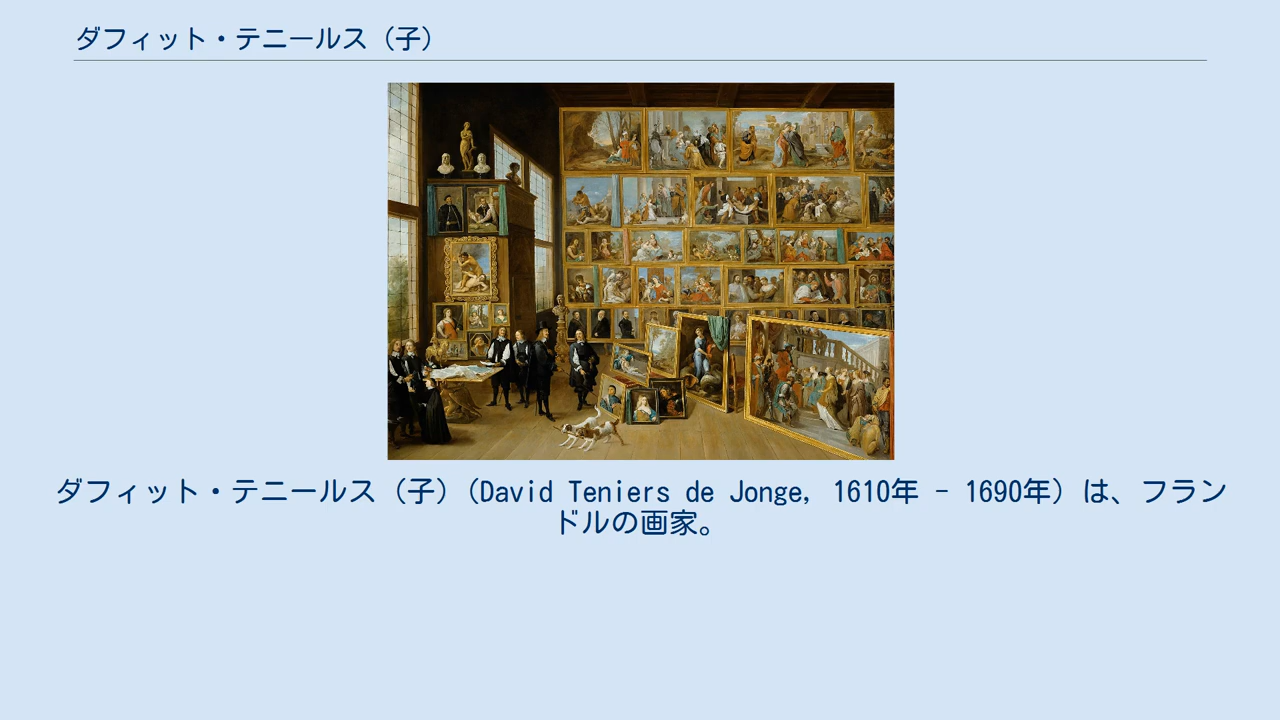 ダフィット・テニールス（子）
ダフィット・テニールス（子）(David Teniers de Jonge, 1610年 - 1690年）は、フラン
ドルの画家。